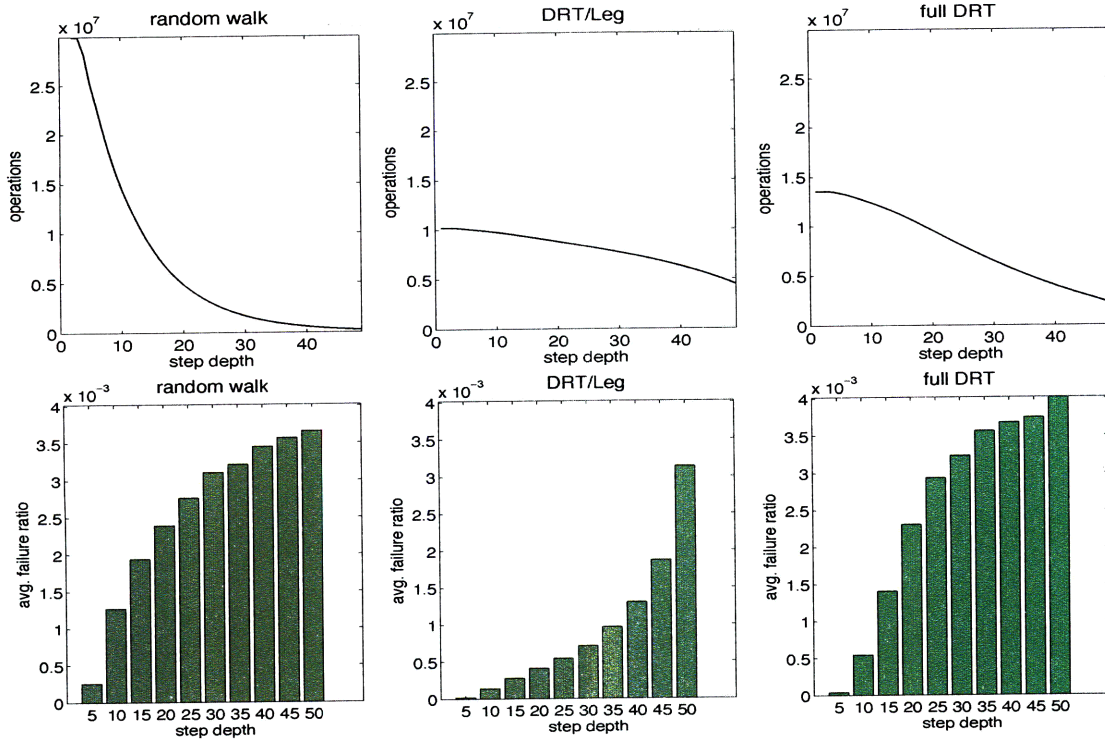 random walk
x 10^7
2.5
2
1.5
1
0.5
0
operations
0 10 20 30 40
step depth
DRT/Leg
x 10^7
2.5
2
1.5
1
0.5
0
operations
0 10 20 30 40
step depth
full DRT
x 10^7
2.5
2
1.5
1
0.5
0
operations
0 10 20 30 40
step depth
random walk
x 10^-3
4
3.5
3
2.5
2
1.5
1
0.5
0
avg. failure ratio
5 10 15 20 25 30 35 40 45 50
step depth
DRT/Leg
x 10^-3
4
3.5
3
2.5
2
1.5
1
0.5
0
avg. failure ratio
5 10 15 20 25 30 35 40 45 50
step depth
full DRT
x 10^-3
4
3.5
3
2.5
2
1.5
1
0.5
0
avg. failure ratio
5 10 15 20 25 30 35 40 45 50
step depth